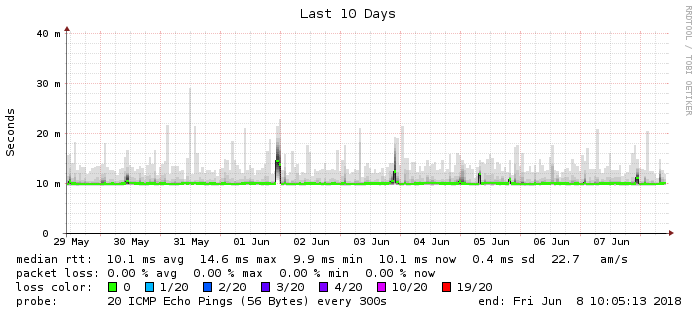 Last 10 Days
RRDTOOL / TOBI OETIKER
Seconds
40 m
30 m
20 m
10 m
0
29 May 30 May 31 May 01 Jun 02 Jun 03 Jun 04 Jun 05 Jun 06 Jun 07 Jun
median rtt: 10.1 ms avg 14.6 ms max 9.9 ms min 10.1 ms now 0.4 ms sd 22.7 am/s
packet loss: 0.00 % avg 0.00 % max 0.00 % min 0.00 % now
loss color: 0 1/20 2/20 3/20 4/20 10/20 19/20
probe: 20 ICMP Echo Pings (56 Bytes) every 300s end: Fri Jun 8 10:05:13 2018